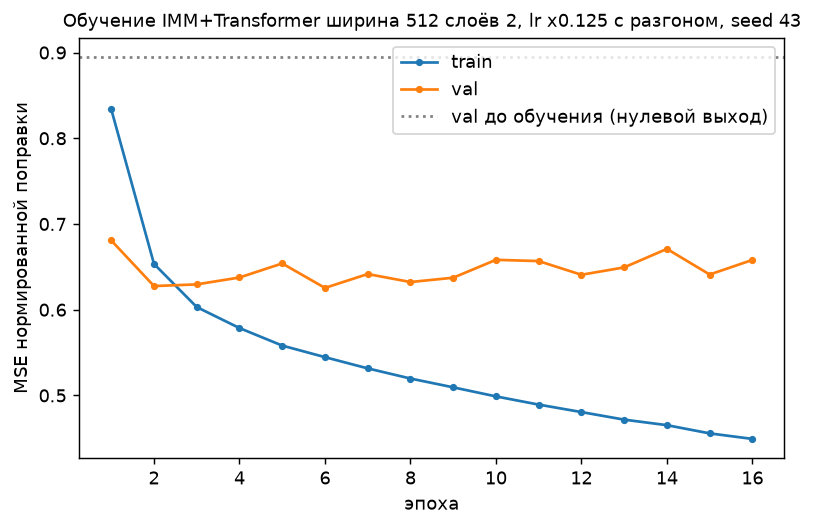 Обучение IMM+Transformer ширина 512 слоёв 2, lr x0.125 с разгоном, seed 43
MSE нормированной поправки
0.9
0.8
0.7
0.6
0.5
train
val
val до обучения (нулевой выход)
2
4
6
8
10
12
14
16
эпоха